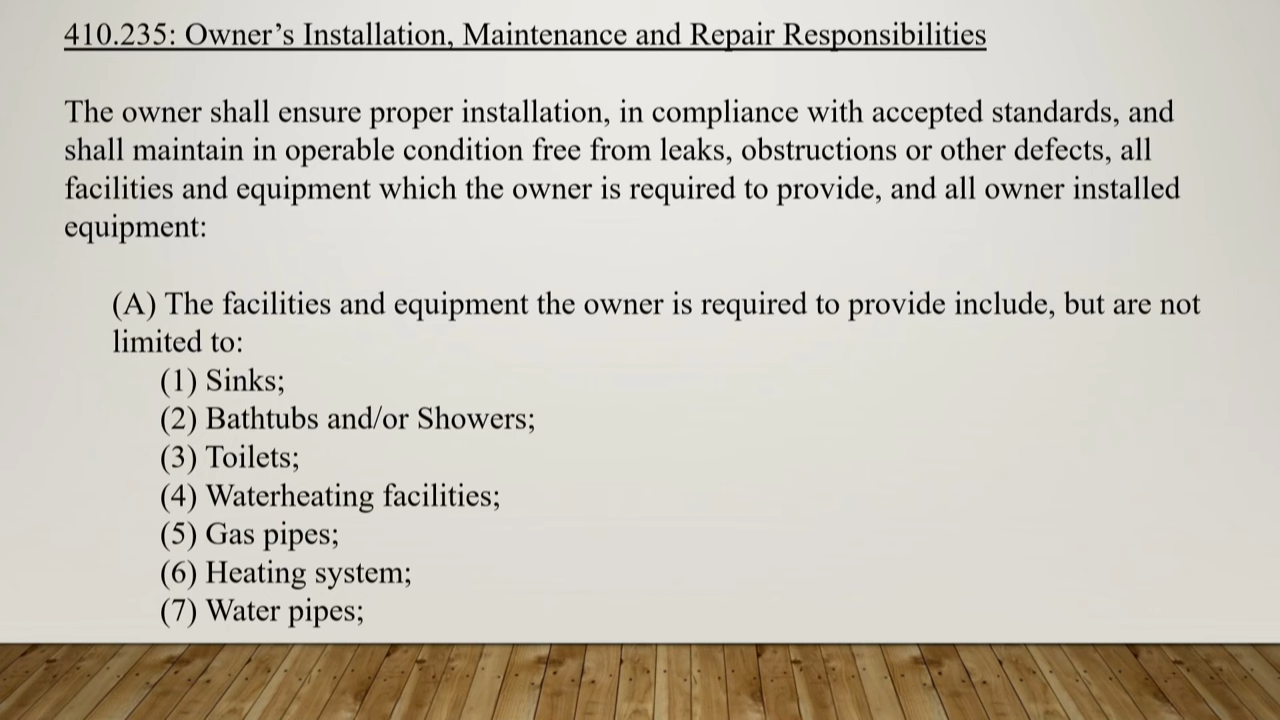 410.235: Owner’s Installation, Maintenance and Repair Responsibilities
The owner shall ensure proper installation, in compliance with accepted standards, and
shall maintain in operable condition free from leaks, obstructions or other defects, all
facilities and equipment which the owner is required to provide, and all owner installed
equipment:
(A) The facilities and equipment the owner is required to provide include, but are not
limited to:
(1) Sinks;
(2) Bathtubs and/or Showers;
(3) Toilets;
(4) Waterheating facilities;
(5) Gas pipes;
(6) Heating system;
(7) Water pipes;